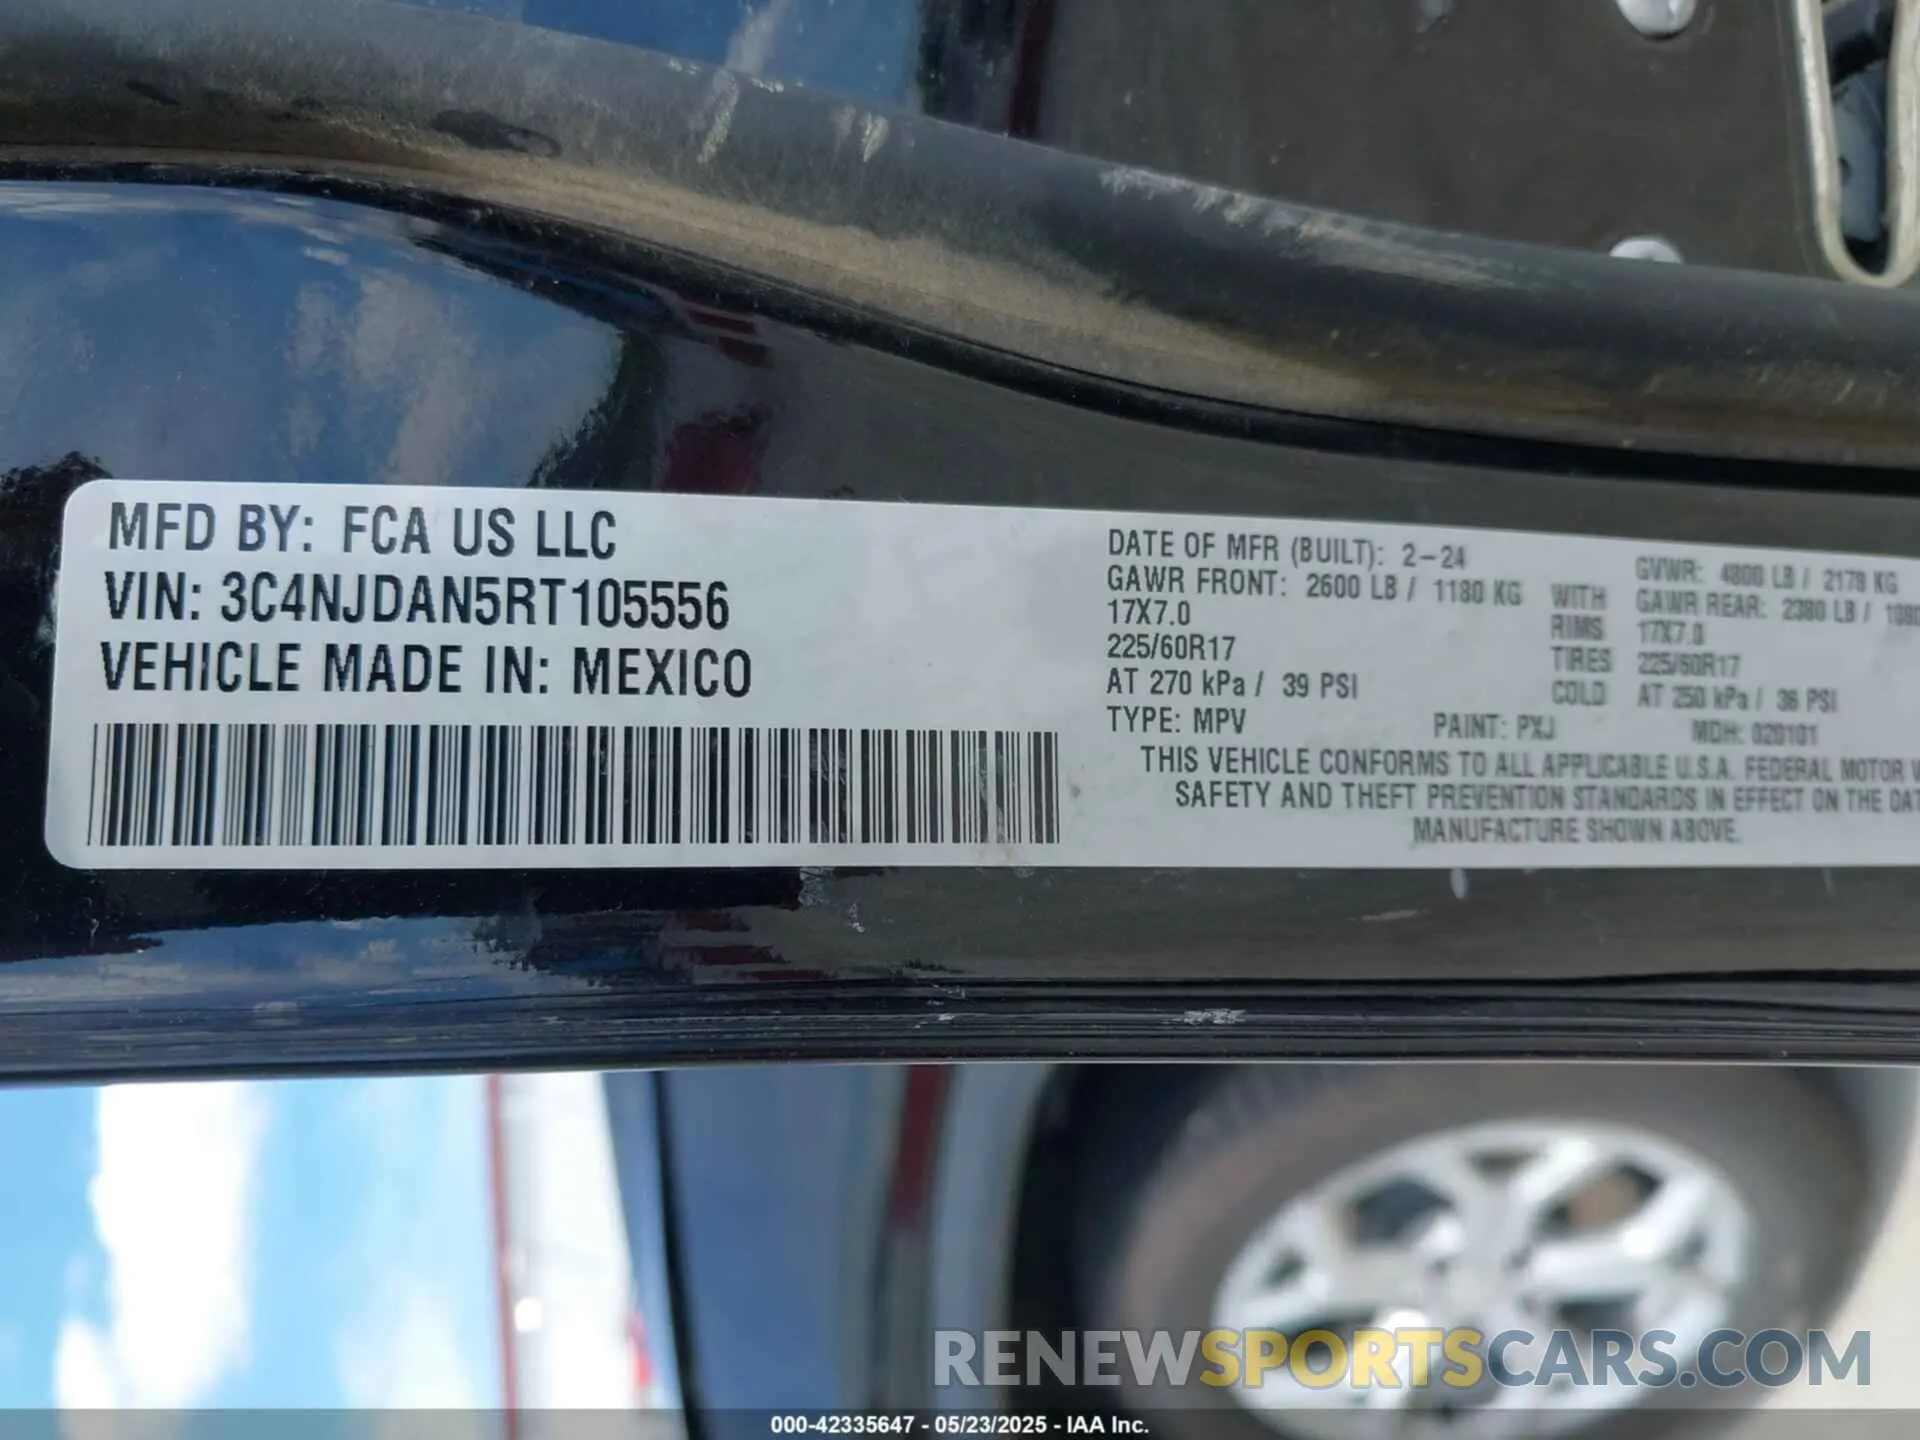 MFD BY: FCA US LLC
VIN: 3C4NJDAN5RT105556
VEHICLE MADE IN: MEXICO
DATE OF MFR (BUILT): 2-24
GVWR: 4800 LB / 2178 KG
GAWR FRONT: 2600 LB / 1180 KG WITH GAWR REAR: 2380 LB / 1080
17X7.0 RIMS 17X7.0
225/60R17 TIRES 225/60R17
AT 270 kPa / 39 PSI COLD AT 250 kPa / 36 PSI
TYPE: MPV PAINT: PXJ MDH: 020101
THIS VEHICLE CONFORMS TO ALL APPLICABLE U.S.A. FEDERAL MOTOR V
SAFETY AND THEFT PREVENTION STANDARDS IN EFFECT ON THE DAT
MANUFACTURE SHOWN ABOVE.
RENEWSPORTSCARS.COM
000-42335647 - 05/23/2025 - IAA Inc.